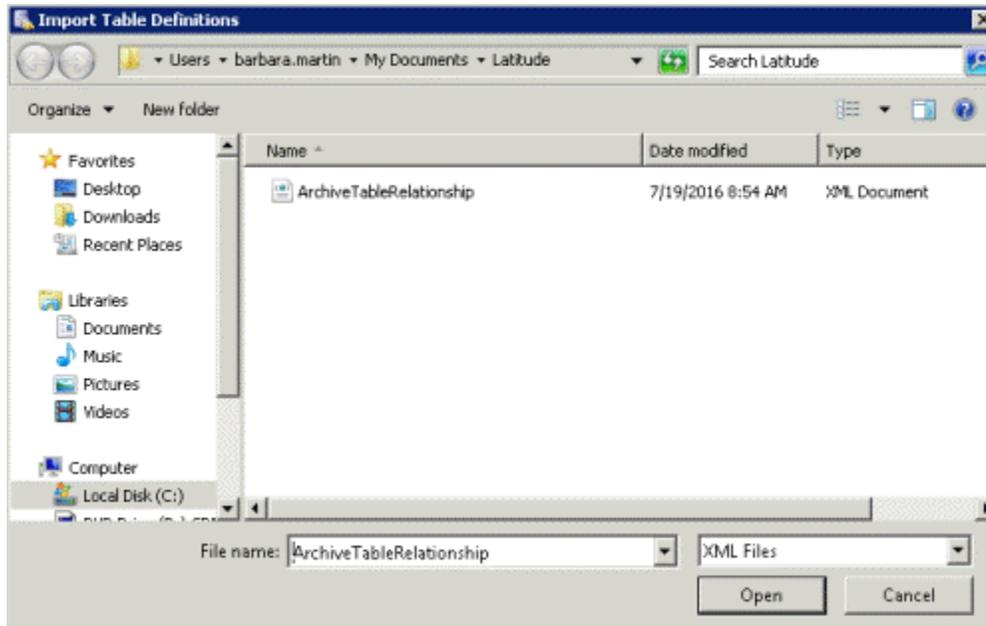 Import Table Definitions
Users barbara.martin My Documents Latitude Search Latitude
Organize New folder
Name Date modified Type
Favorites
Desktop
Downloads
Recent Places
Libraries
Documents
Music
Pictures
Videos
Computer
Local Disk (C:)
ArchiveTableRelationship 7/19/2016 8:54 AM XML Document
File name: ArchiveTableRelationship XML Files
Open Cancel